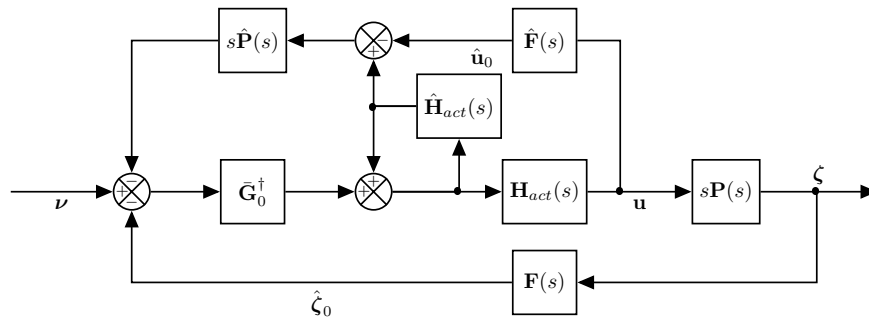 sP̂(s)
−
+
F̂(s)
û₀
Ĥ_act(s)
ν
+
−
−
Ḡ₀†
+
+
H_act(s)
u
sP(s)
ζ
F(s)
ζ̂₀